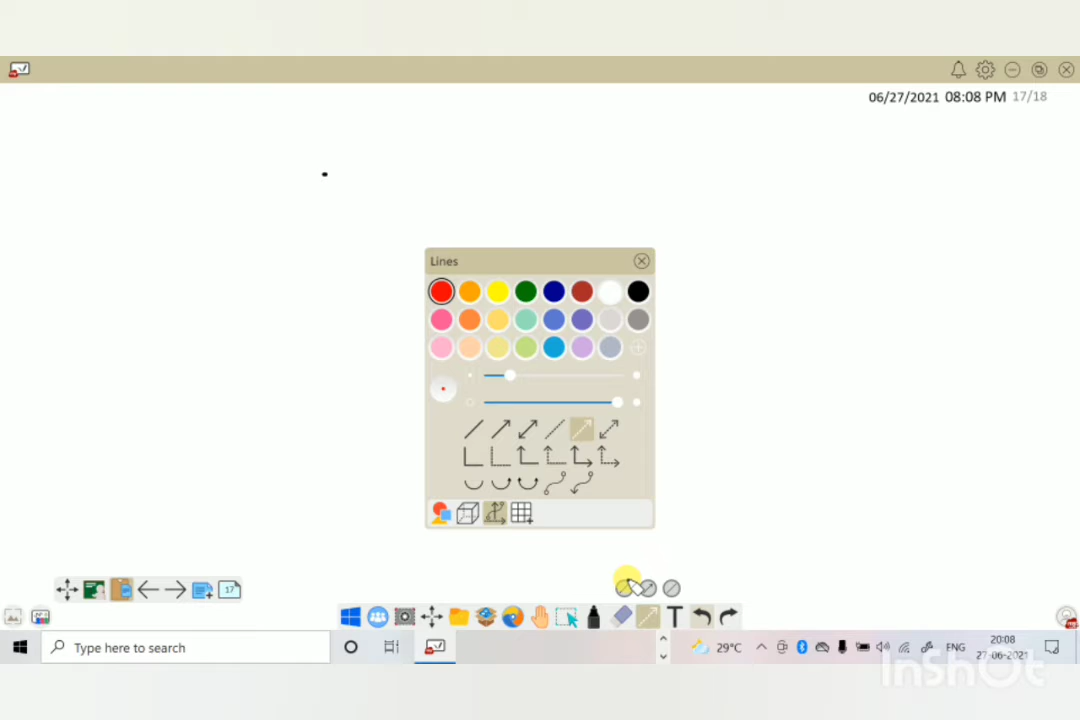 06/27/2021 08:08 PM 17/18
Lines
17
T
Type here to search
29°C
ENG
20:08
27-06-2021
InShot